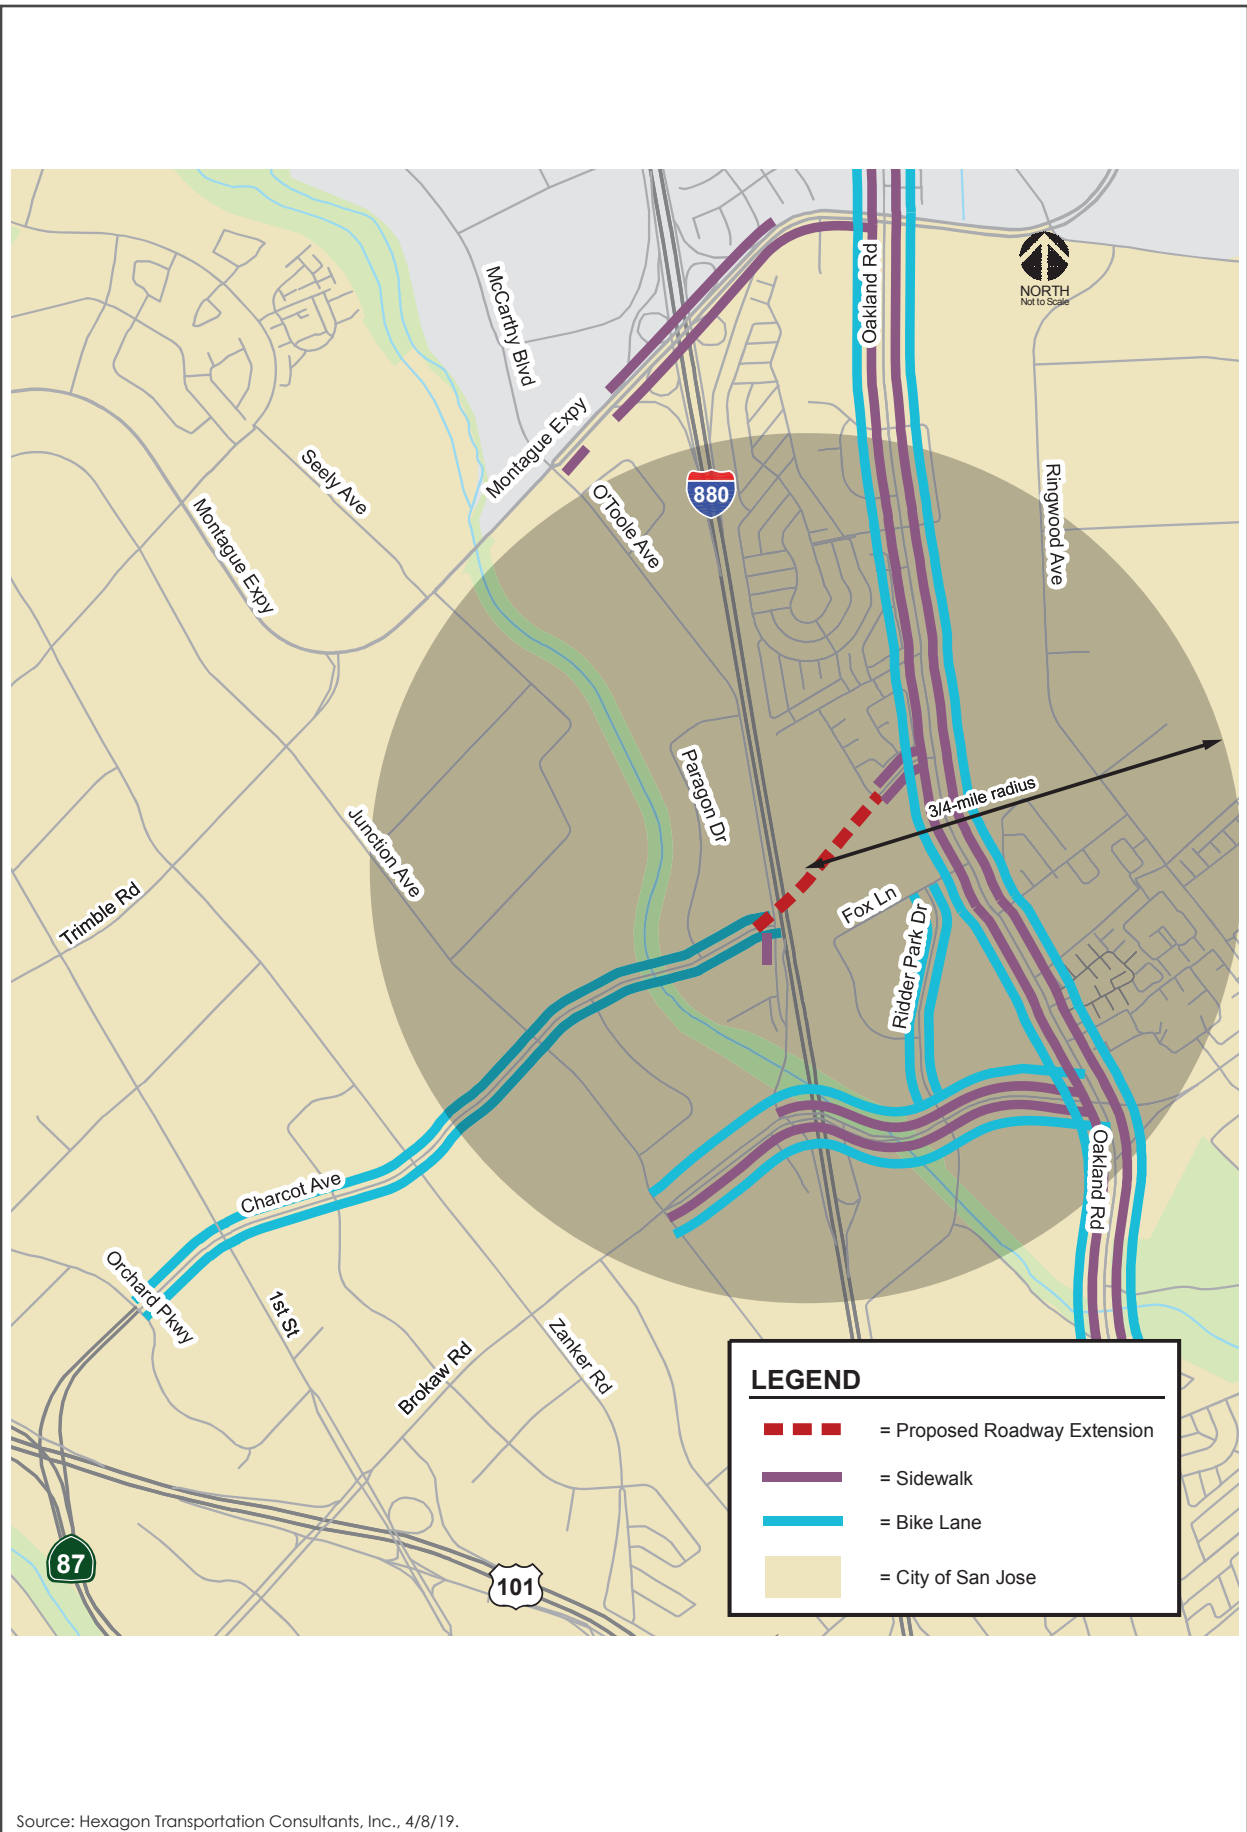 McCarthy Blvd
Oakland Rd
NORTH
Not to Scale
Montague Expy
Seely Ave
880
O'Toole Ave
Ringwood Ave
Montague Expy
Paragon Dr
3/4-mile radius
Junction Ave
Trimble Rd
Fox Ln
Ridder Park Dr
Charcot Ave
Oakland Rd
Orchard Pkwy
1st St
Zanker Rd
Brokaw Rd
87
101
LEGEND
= Proposed Roadway Extension
= Sidewalk
= Bike Lane
= City of San Jose
Source: Hexagon Transportation Consultants, Inc., 4/8/19.